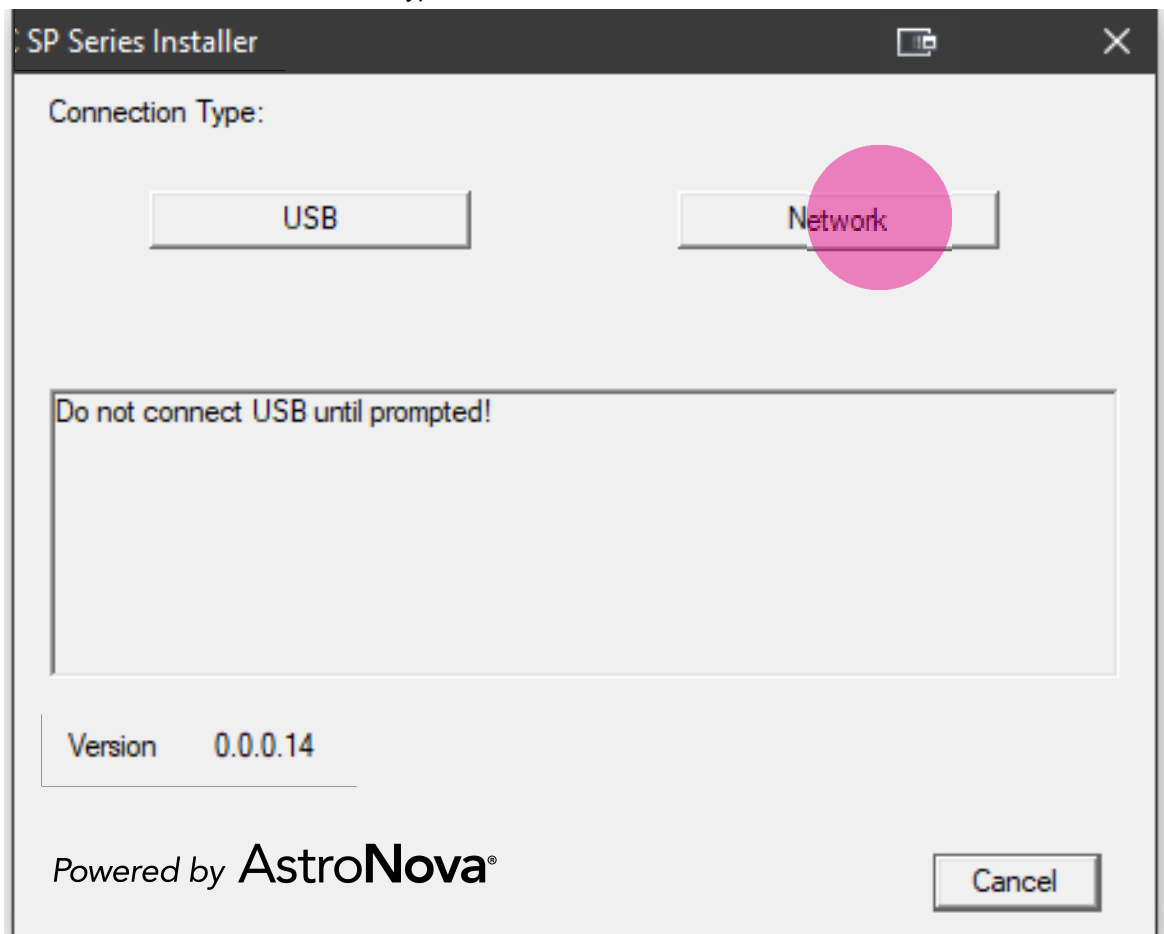 SP Series Installer
Connection Type:
USB Network
Do not connect USB until prompted!
Version 0.0.0.14
Powered by AstroNova®
Cancel